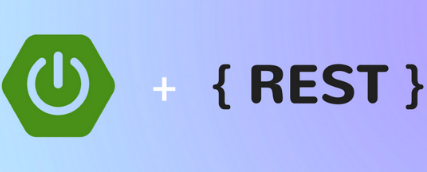 + { REST }